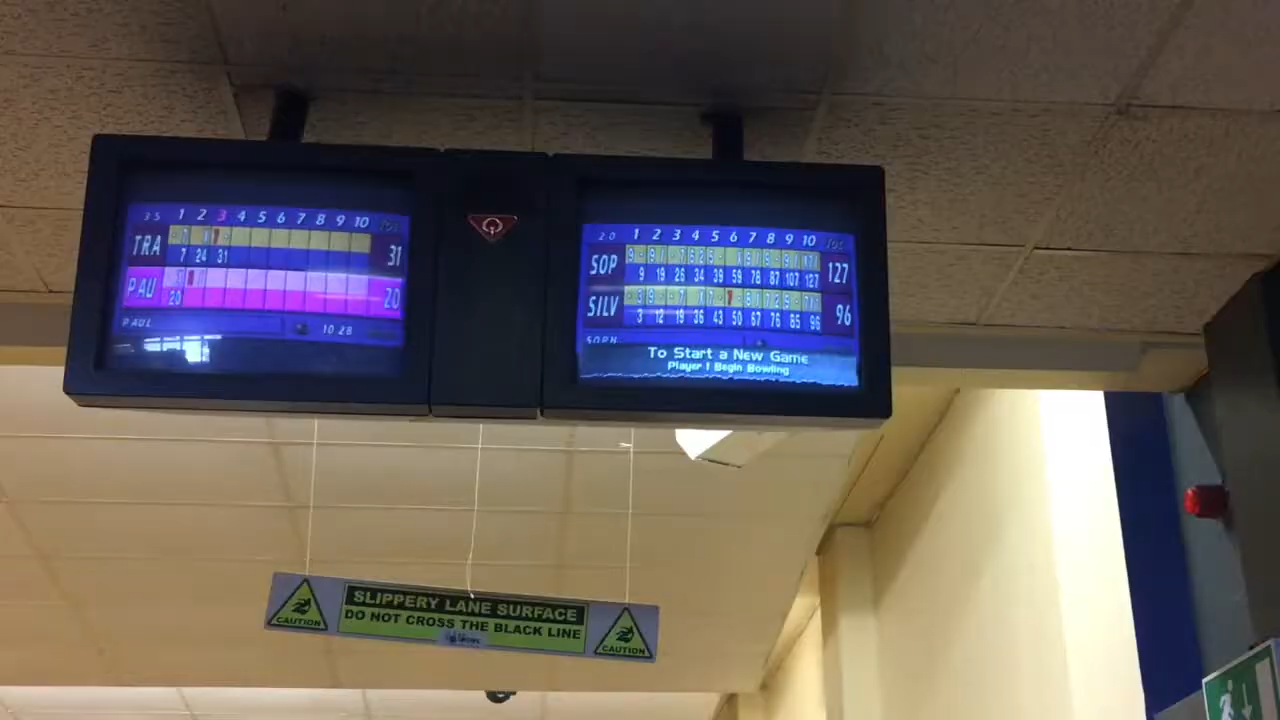 35 1 2 3 4 5 6 7 8 9 10
TRA 7 24 31 31
PAU 20 20
PAUL 10 28
20 1 2 3 4 5 6 7 8 9 10
SOP 9 19 26 34 39 59 78 87 107 127 127
SILV 3 12 19 36 43 50 67 76 85 96 96
To Start a New Game
Player 1 Begin Bowling
SLIPPERY LANE SURFACE
DO NOT CROSS THE BLACK LINE
CAUTION
CAUTION